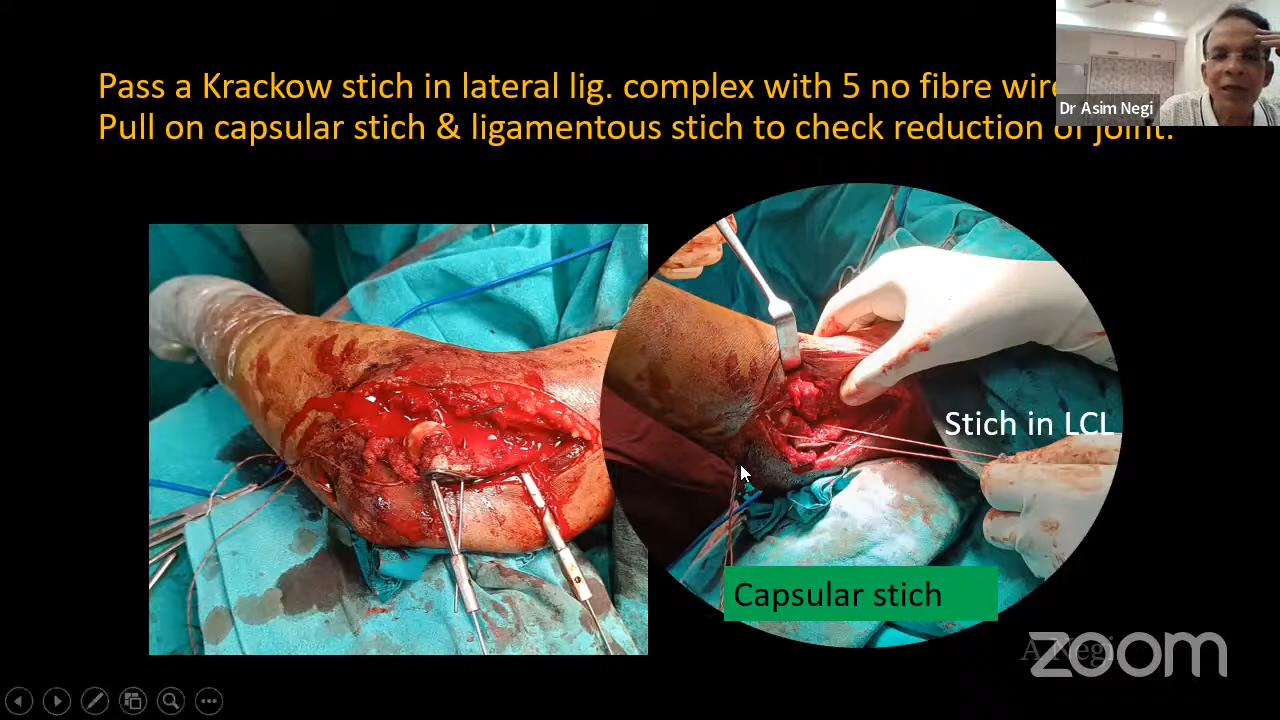 Pass a Krackow stich in lateral lig. complex with 5 no fibre wire
Pull on capsular stich & ligamentous stich to check reduction of joint.
Dr Asim Negi
Stich in LCL
Capsular stich
A Negi
zoom